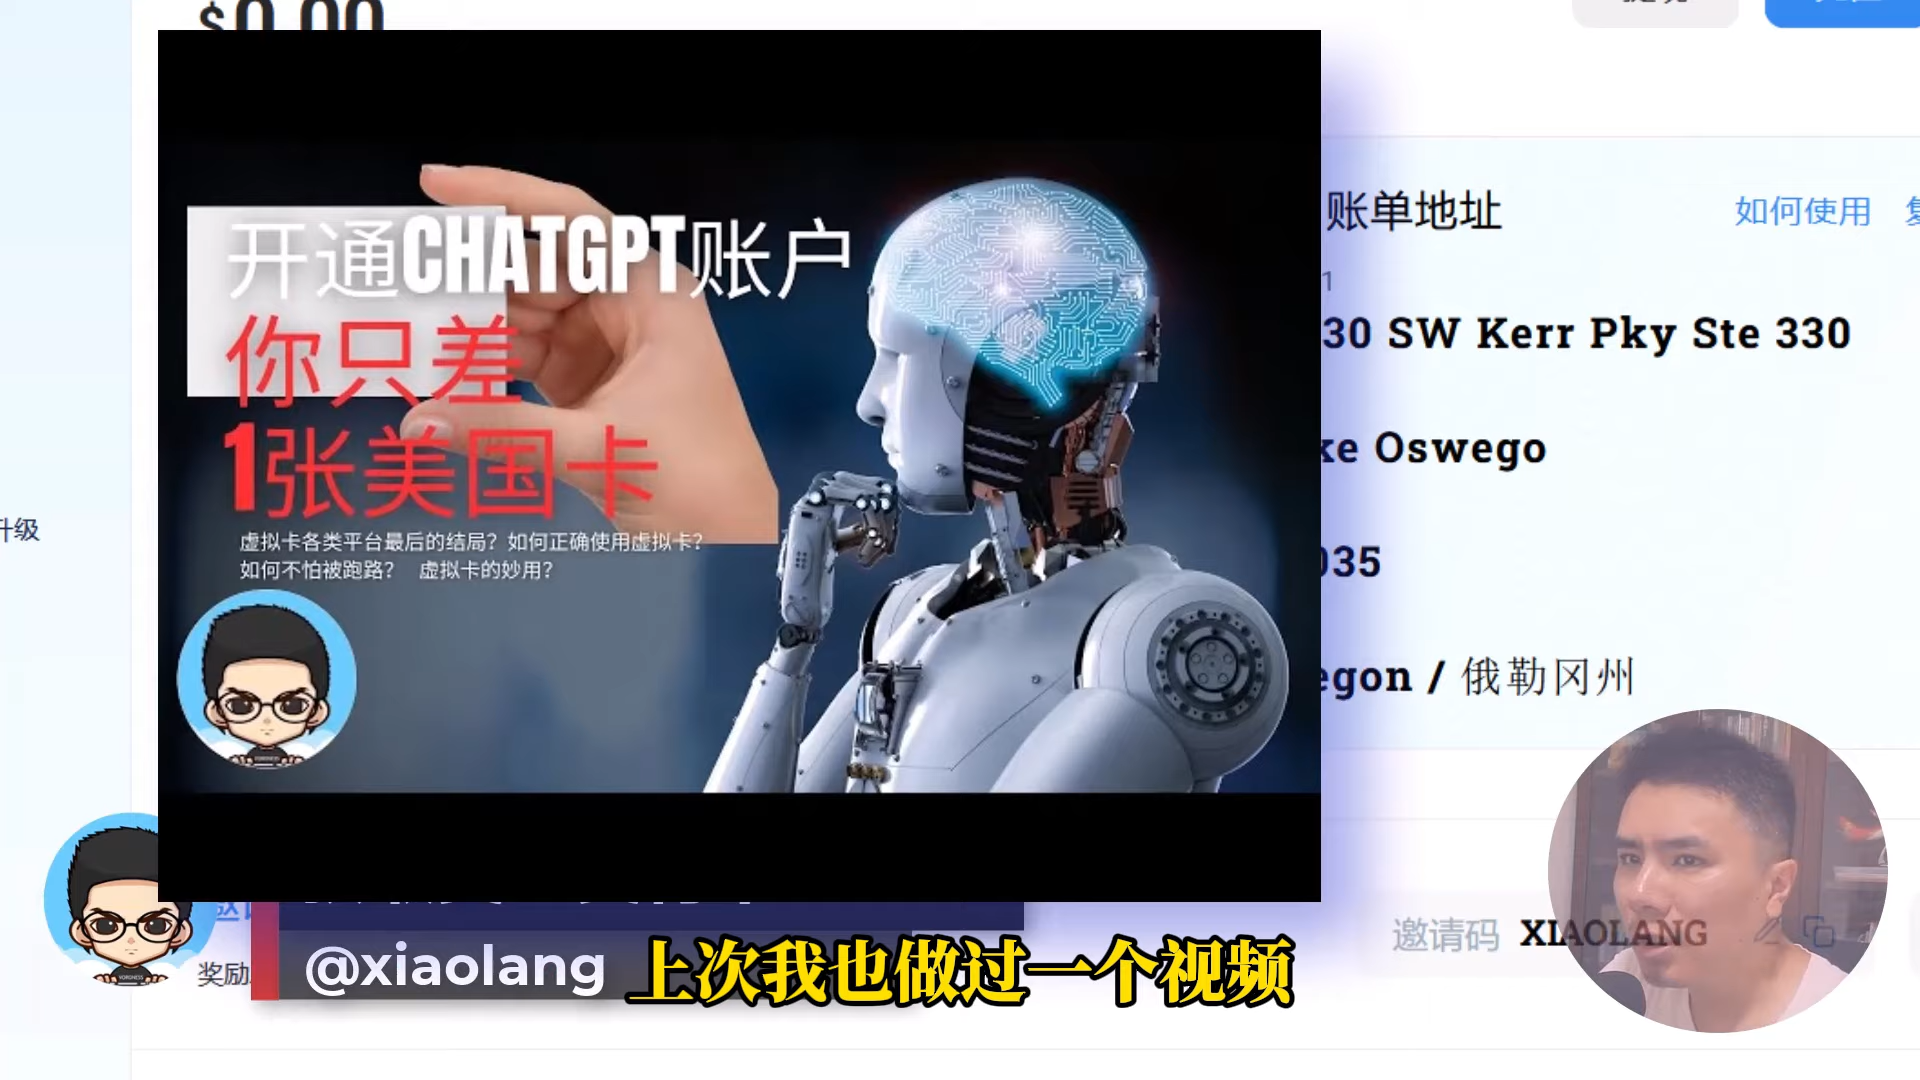 $0.00
开通CHATGPT账户
你只差
1张美国卡
虚拟卡各类平台最后的结局？如何正确使用虚拟卡？
如何不怕被跑路？ 虚拟卡的妙用？
账单地址
如何使用
1
30 SW Kerr Pky Ste 330
ke Oswego
035
egon / 俄勒冈州
升级
邀请码 XIAOLANG
奖励
@xiaolang
上次我也做过一个视频